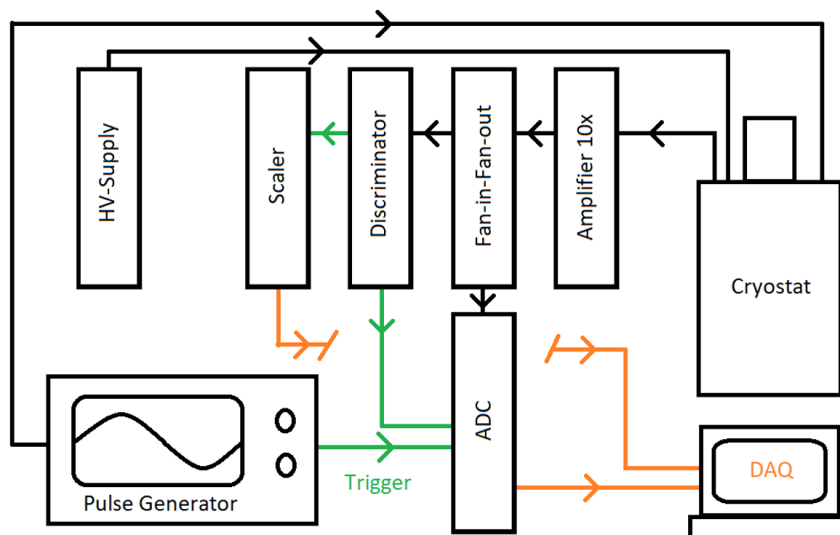 HV-Supply
Scaler
Discriminator
Fan-in-Fan-out
Amplifier 10x
Cryostat
ADC
Pulse Generator
Trigger
DAQ